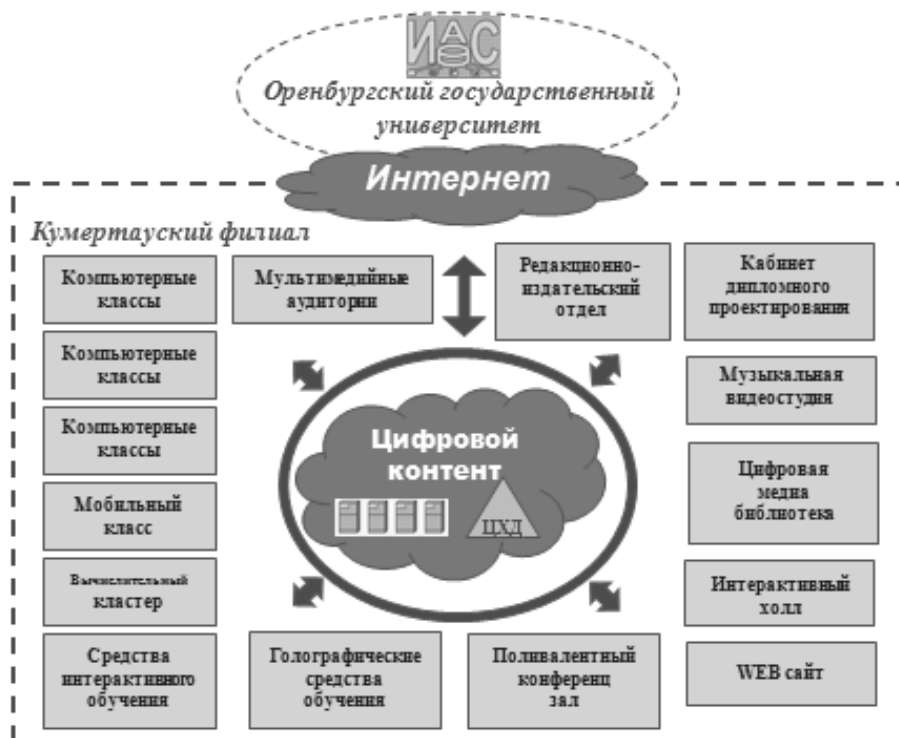 ИАС
Оренбургский государственный
университет
Интернет
Кумертауский филиал
Компьютерные
классы
Мультимедийные
аудитории
Редакционно-
издательский
отдел
Кабинет
дипломного
проектирования
Компьютерные
классы
Музыкальная
видеостудия
Компьютерные
классы
Цифровой
контент
ЦХД
Цифровая
медиа
библиотека
Мобильный
класс
Вычислительный
кластер
Интерактивный
холл
Средства
интерактивного
обучения
Голографические
средства
обучения
Поливалентный
конференц
зал
WEB сайт